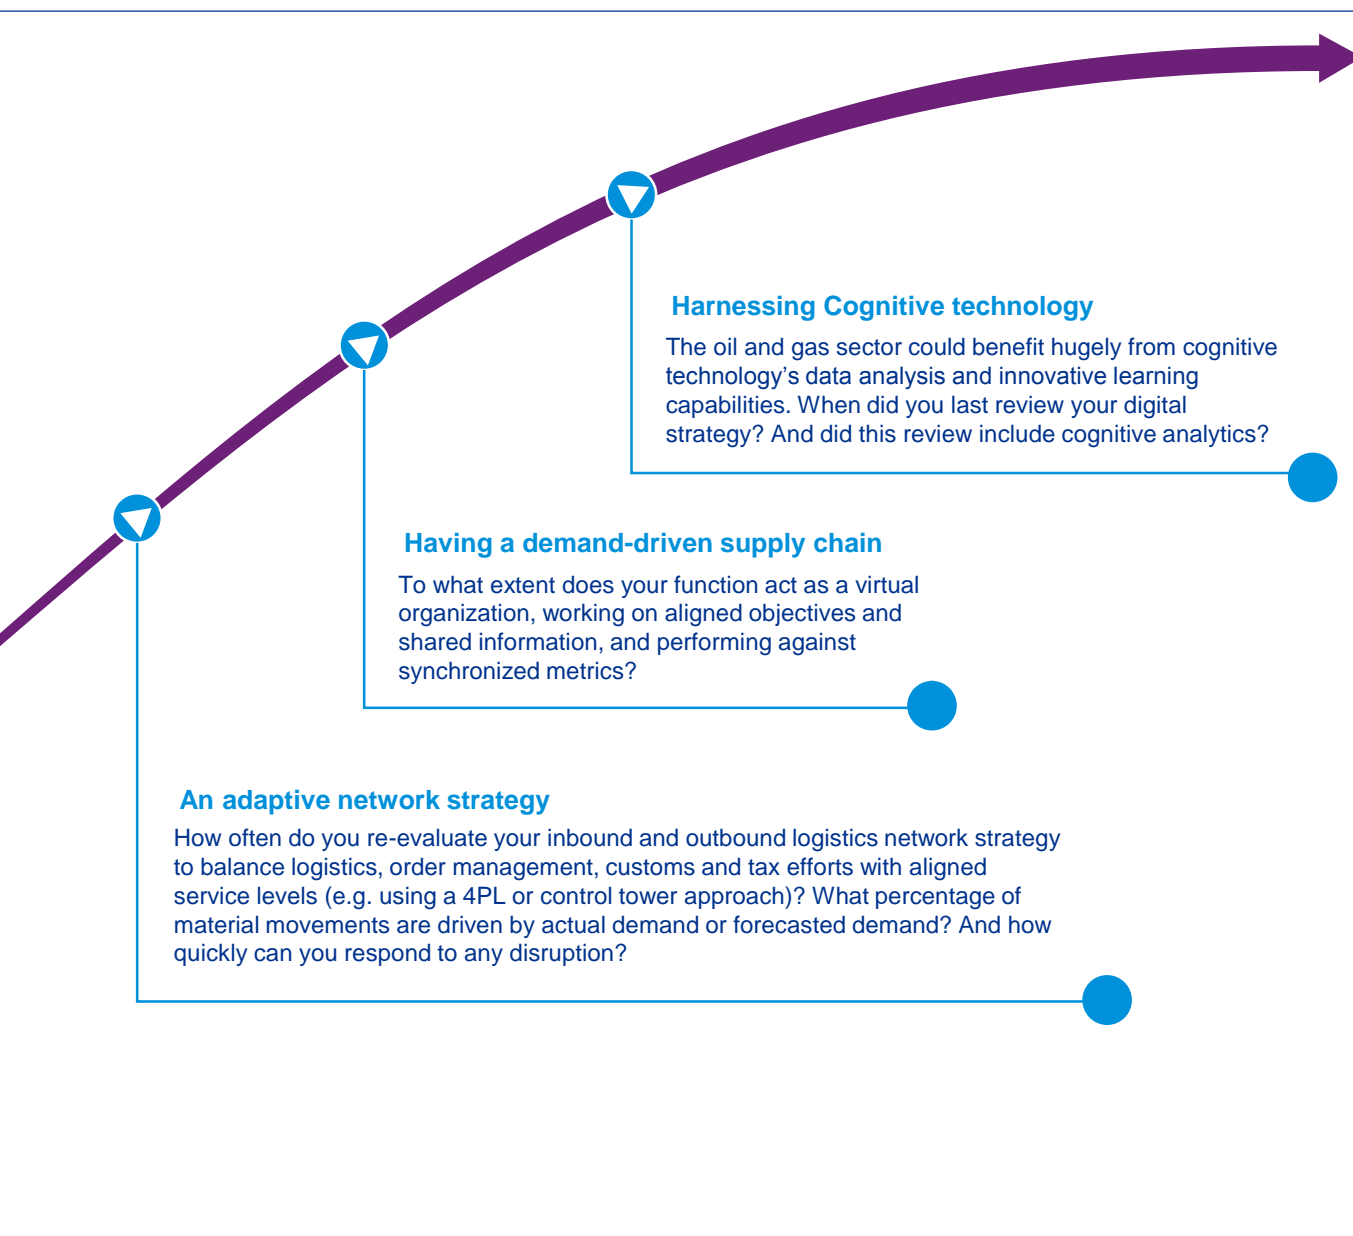 Harnessing Cognitive technology
The oil and gas sector could benefit hugely from cognitive
technology’s data analysis and innovative learning
capabilities. When did you last review your digital
strategy? And did this review include cognitive analytics?
Having a demand-driven supply chain
To what extent does your function act as a virtual
organization, working on aligned objectives and
shared information, and performing against
synchronized metrics?
An adaptive network strategy
How often do you re-evaluate your inbound and outbound logistics network strategy
to balance logistics, order management, customs and tax efforts with aligned
service levels (e.g. using a 4PL or control tower approach)? What percentage of
material movements are driven by actual demand or forecasted demand? And how
quickly can you respond to any disruption?